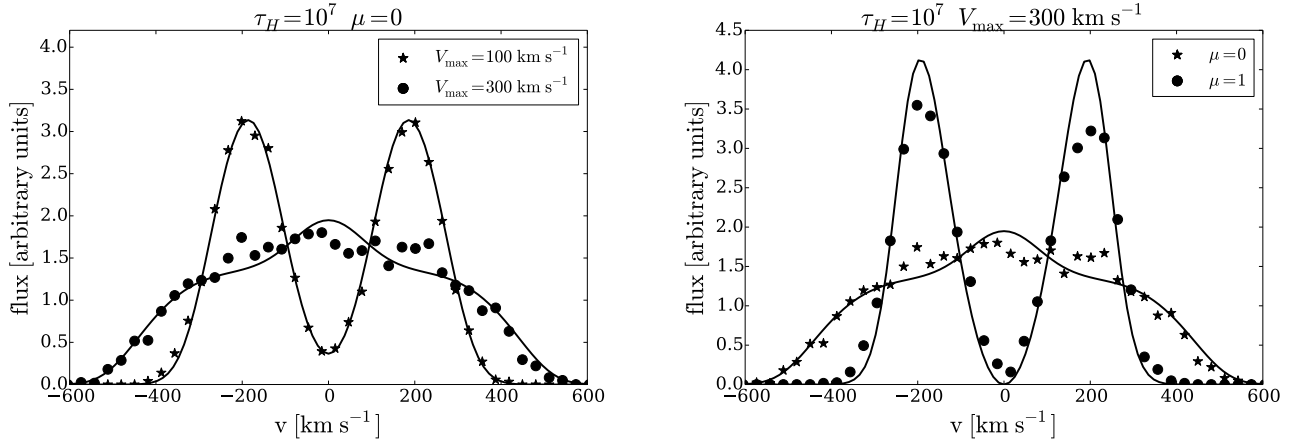 τ_H=10⁷ μ=0
4.0
3.5
3.0
2.5
2.0
1.5
1.0
0.5
0.0
flux [arbitrary units]
V_max=100 km s⁻¹
V_max=300 km s⁻¹
−600 −400 −200 0 200 400 600
v [km s⁻¹]
τ_H=10⁷ V_max=300 km s⁻¹
4.5
4.0
3.5
3.0
2.5
2.0
1.5
1.0
0.5
0.0
flux [arbitrary units]
μ=0
μ=1
−600 −400 −200 0 200 400 600
v [km s⁻¹]